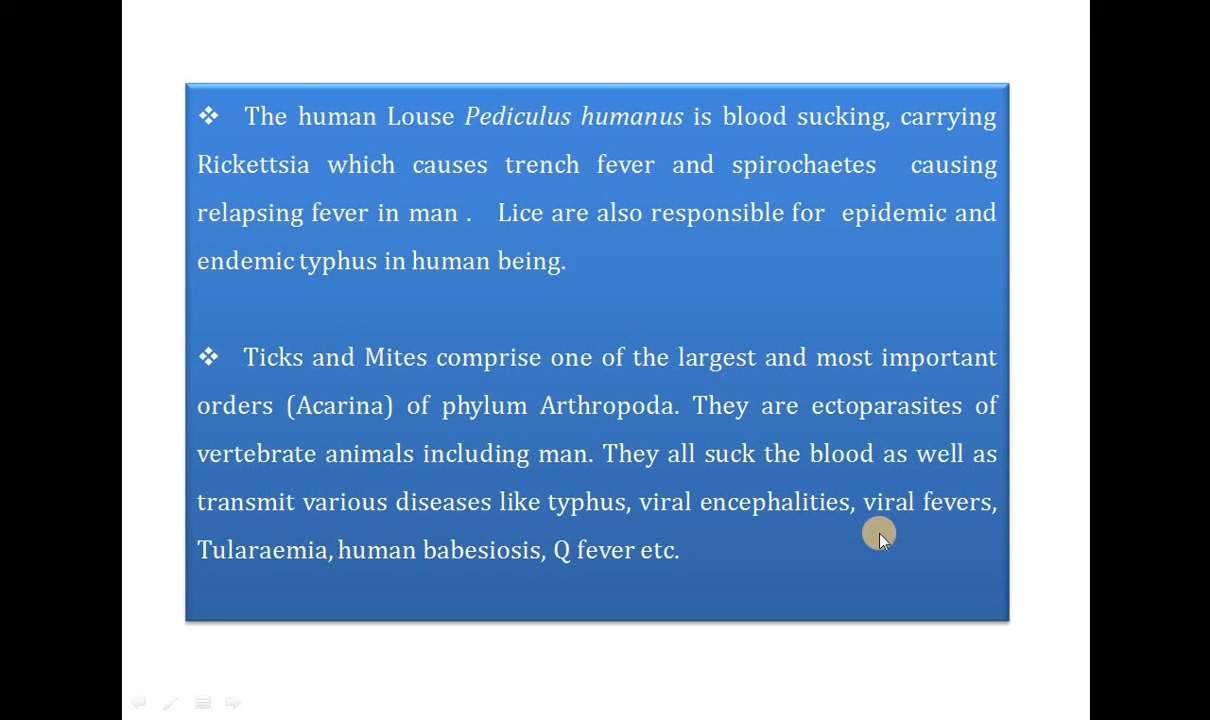 ❖ The human Louse Pediculus humanus is blood sucking, carrying
Rickettsia which causes trench fever and spirochaetes causing
relapsing fever in man . Lice are also responsible for epidemic and
endemic typhus in human being.
❖ Ticks and Mites comprise one of the largest and most important
orders (Acarina) of phylum Arthropoda. They are ectoparasites of
vertebrate animals including man. They all suck the blood as well as
transmit various diseases like typhus, viral encephalities, viral fevers,
Tularaemia, human babesiosis, Q fever etc.